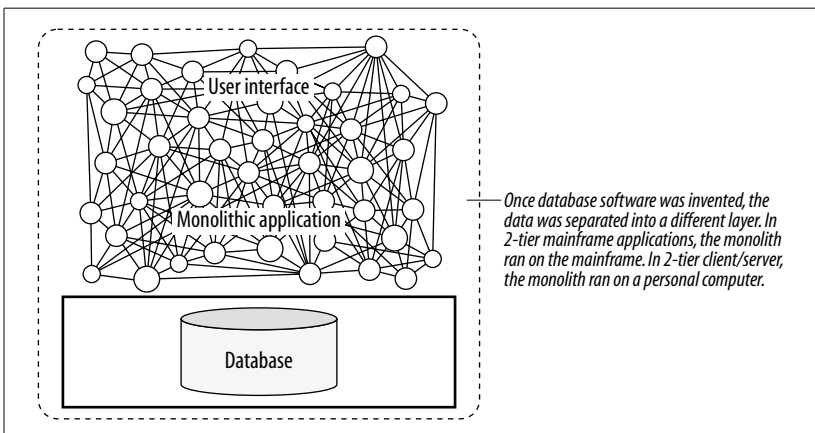 User interface
Monolithic application
Once database software was invented, the
data was separated into a different layer. In
2-tier mainframe applications, the monolith
ran on the mainframe. In 2-tier client/server,
the monolith ran on a personal computer.
Database